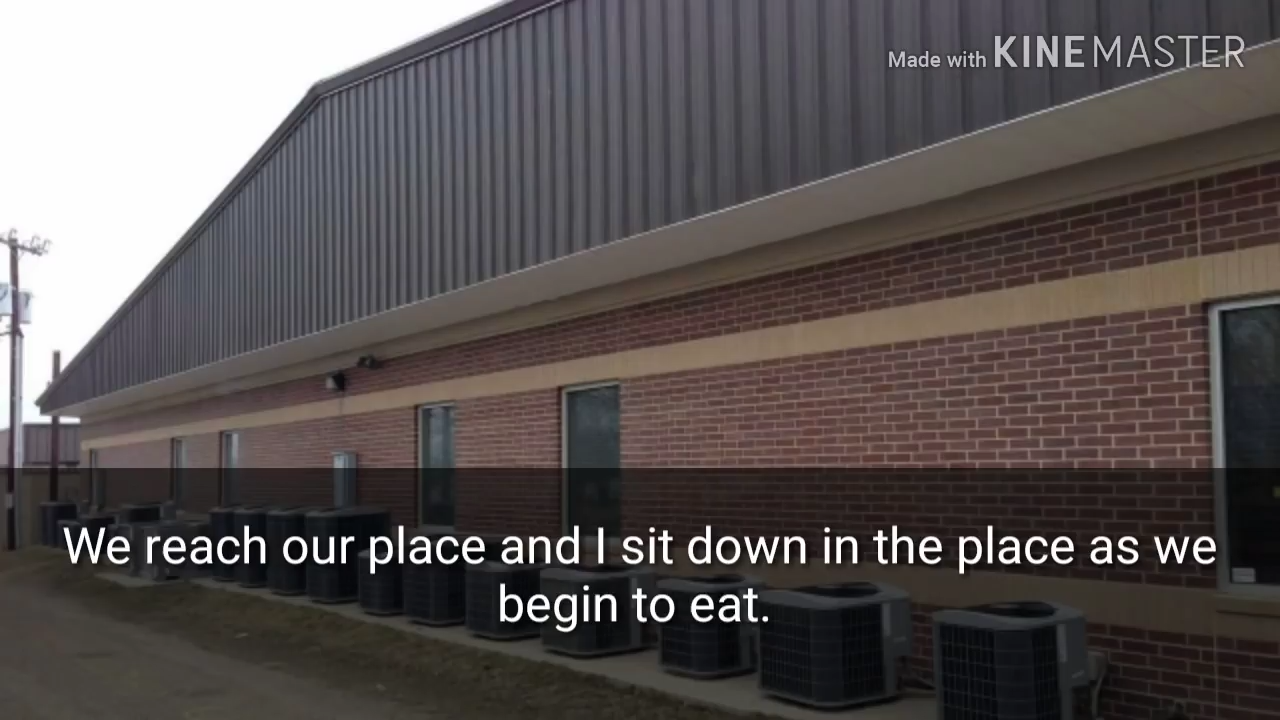 Made with KINEMASTER
We reach our place and I sit down in the place as we
begin to eat.